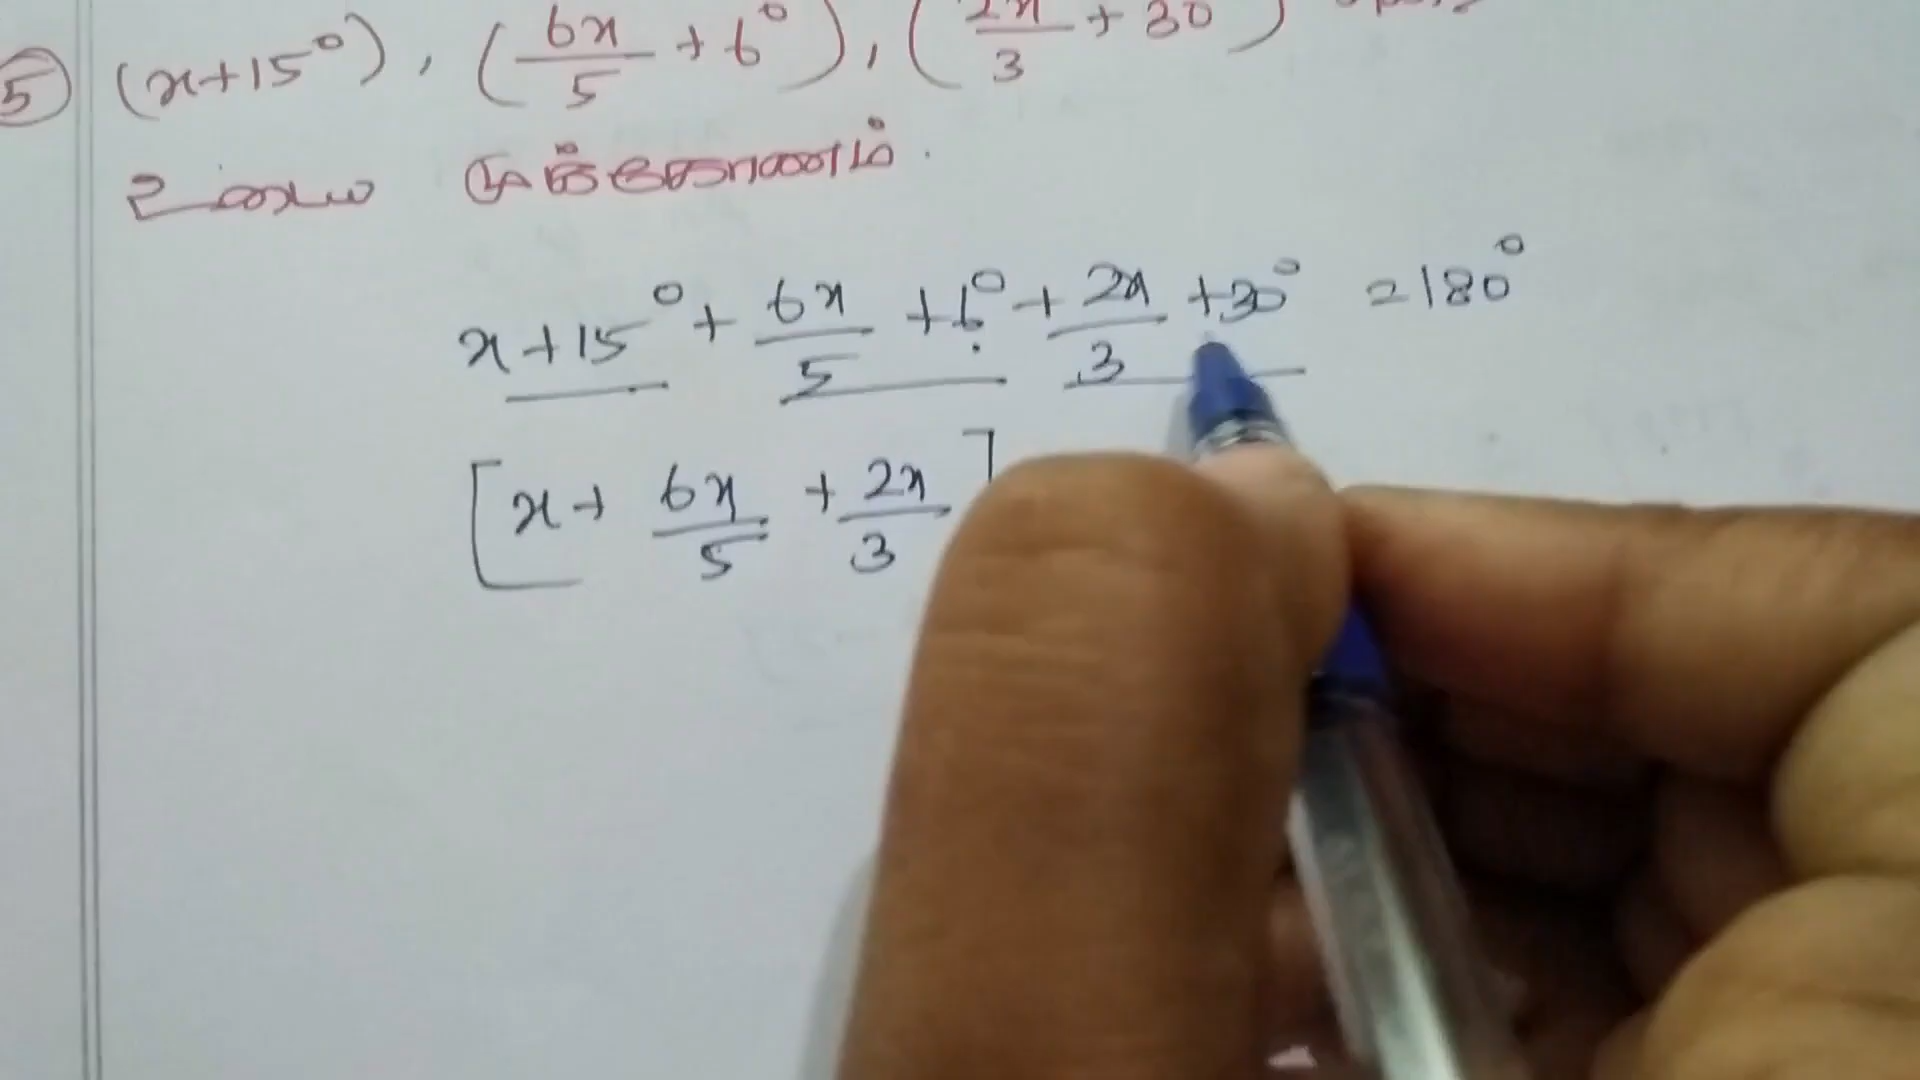 ⑤ (x+15°), (6x/5 + 6°), (2x/3 + 30)
உடைய முக்கோணம்.
x+15° + 6x/5 + 6° + 2x/3 + 30° = 180°
[x + 6x/5 + 2x/3]